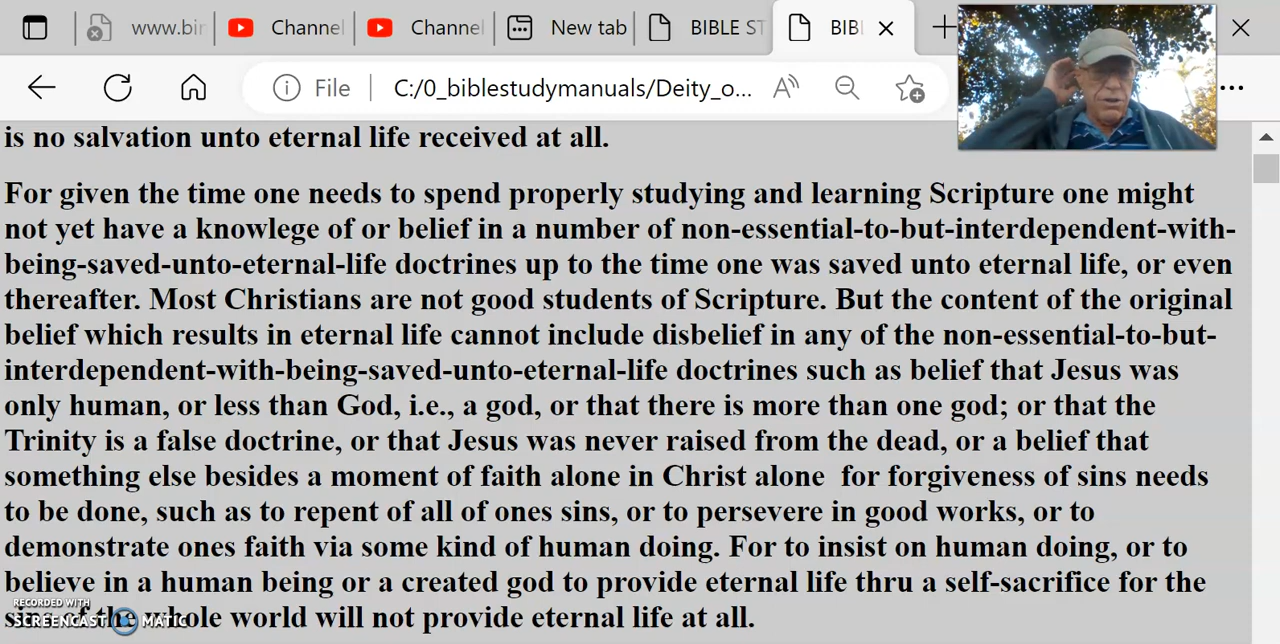 www.bir
Channel
Channel
New tab
BIBLE ST
BIBL
File
C:/0_biblestudymanuals/Deity_o...
is no salvation unto eternal life received at all.
For given the time one needs to spend properly studying and learning Scripture one might
not yet have a knowlege of or belief in a number of non-essential-to-but-interdependent-with-
being-saved-unto-eternal-life doctrines up to the time one was saved unto eternal life, or even
thereafter. Most Christians are not good students of Scripture. But the content of the original
belief which results in eternal life cannot include disbelief in any of the non-essential-to-but-
interdependent-with-being-saved-unto-eternal-life doctrines such as belief that Jesus was
only human, or less than God, i.e., a god, or that there is more than one god; or that the
Trinity is a false doctrine, or that Jesus was never raised from the dead, or a belief that
something else besides a moment of faith alone in Christ alone for forgiveness of sins needs
to be done, such as to repent of all of ones sins, or to persevere in good works, or to
demonstrate ones faith via some kind of human doing. For to insist on human doing, or to
believe in a human being or a created god to provide eternal life thru a self-sacrifice for the
sins of the whole world will not provide eternal life at all.
RECORDED WITH
SCREENCAST MATIC